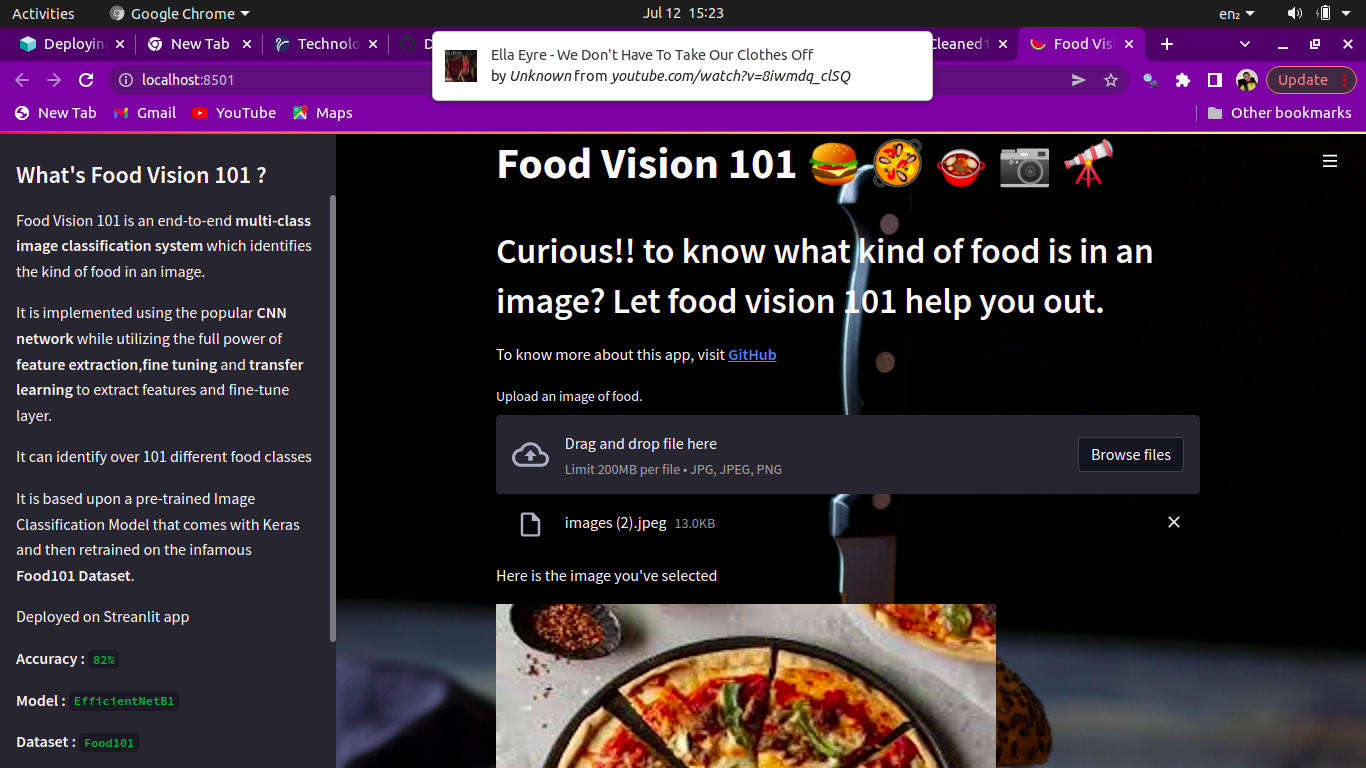 Activities Google Chrome Jul 12 15:23 en₂
Deployin New Tab Technolo Cleaned1 Food Vis
Ella Eyre - We Don't Have To Take Our Clothes Off
by Unknown from youtube.com/watch?v=8iwmdq_clSQ
localhost:8501 Update
New Tab Gmail YouTube Maps Other bookmarks
What's Food Vision 101 ?
Food Vision 101 is an end-to-end multi-class
image classification system which identifies
the kind of food in an image.
It is implemented using the popular CNN
network while utilizing the full power of
feature extraction,fine tuning and transfer
learning to extract features and fine-tune
layer.
It can identify over 101 different food classes
It is based upon a pre-trained Image
Classification Model that comes with Keras
and then retrained on the infamous
Food101 Dataset.
Deployed on Streanlit app
Accuracy : 82%
Model : EfficientNetB1
Dataset : Food101
Food Vision 101
Curious!! to know what kind of food is in an
image? Let food vision 101 help you out.
To know more about this app, visit GitHub
Upload an image of food.
Drag and drop file here
Limit 200MB per file • JPG, JPEG, PNG
Browse files
images (2).jpeg 13.0KB
Here is the image you've selected